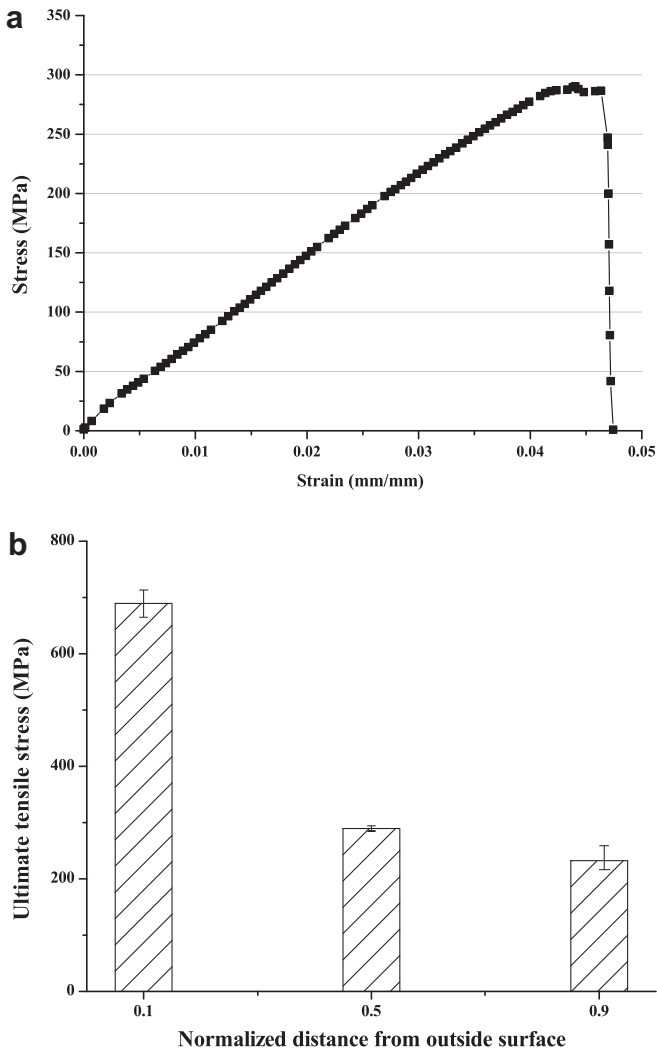 a
350
300
250
200
150
100
50
0
Stress (MPa)
0.00 0.01 0.02 0.03 0.04 0.05
Strain (mm/mm)
b
800
600
400
200
0
Ultimate tensile stress (MPa)
0.1 0.5 0.9
Normalized distance from outside surface